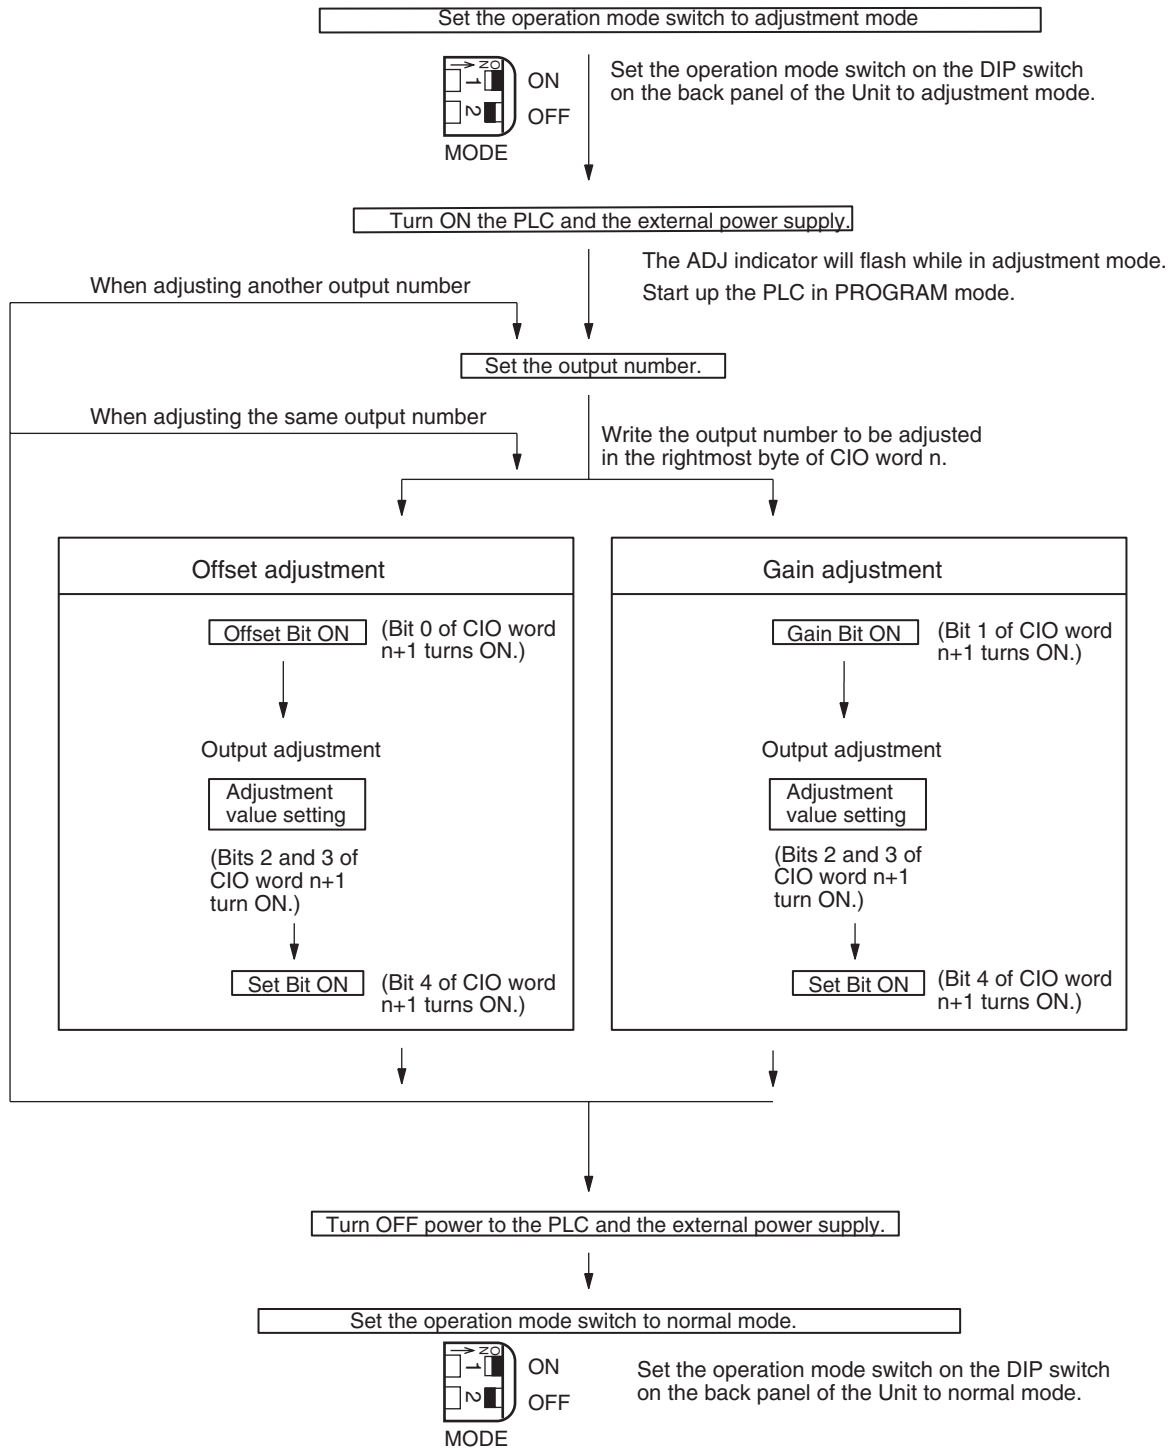 Set the operation mode switch to adjustment mode
ON
1
2
ON
OFF
MODE
Set the operation mode switch on the DIP switch
on the back panel of the Unit to adjustment mode.
Turn ON the PLC and the external power supply.
The ADJ indicator will flash while in adjustment mode.
Start up the PLC in PROGRAM mode.
When adjusting another output number
Set the output number.
When adjusting the same output number
Write the output number to be adjusted
in the rightmost byte of CIO word n.
Offset adjustment
Offset Bit ON
(Bit 0 of CIO word
n+1 turns ON.)
Output adjustment
Adjustment
value setting
(Bits 2 and 3 of
CIO word n+1
turn ON.)
Set Bit ON
(Bit 4 of CIO word
n+1 turns ON.)
Gain adjustment
Gain Bit ON
(Bit 1 of CIO word
n+1 turns ON.)
Output adjustment
Adjustment
value setting
(Bits 2 and 3 of
CIO word n+1
turn ON.)
Set Bit ON
(Bit 4 of CIO word
n+1 turns ON.)
Turn OFF power to the PLC and the external power supply.
Set the operation mode switch to normal mode.
ON
1
2
ON
OFF
MODE
Set the operation mode switch on the DIP switch
on the back panel of the Unit to normal mode.